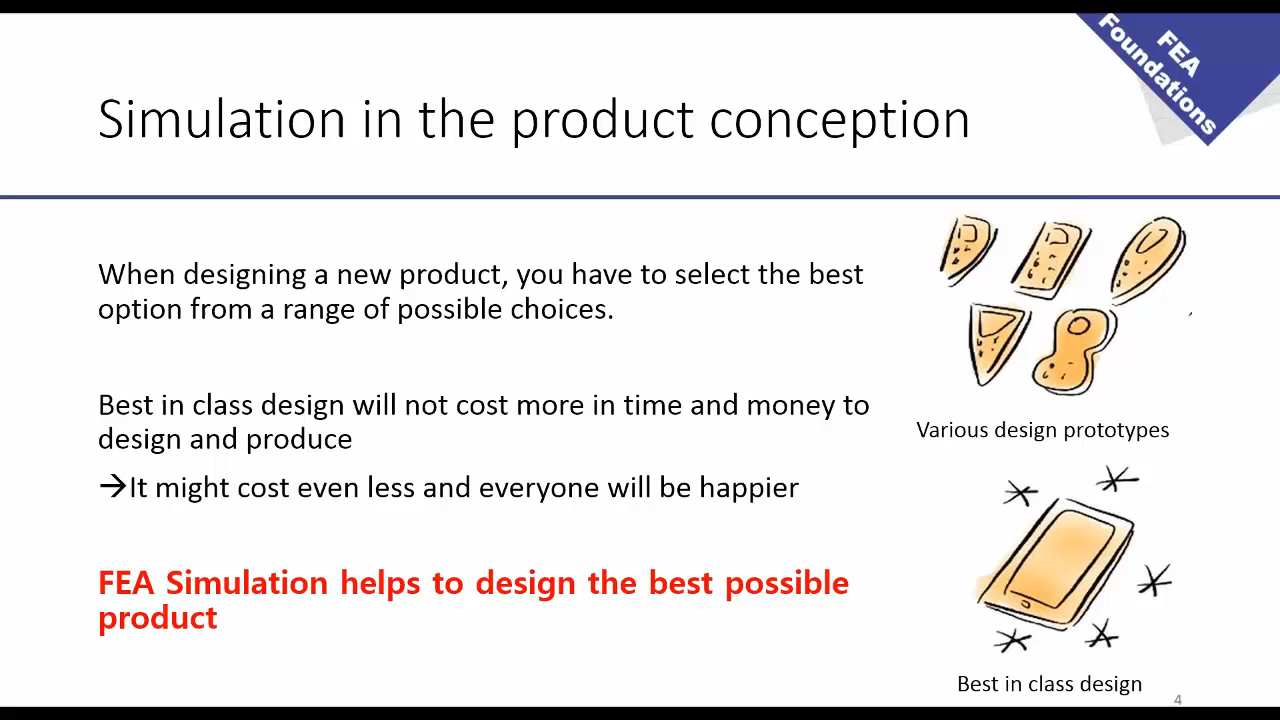 FEA
Foundations
Simulation in the product conception
When designing a new product, you have to select the best
option from a range of possible choices.
Best in class design will not cost more in time and money to
design and produce
→It might cost even less and everyone will be happier
FEA Simulation helps to design the best possible
product
Various design prototypes
Best in class design
4